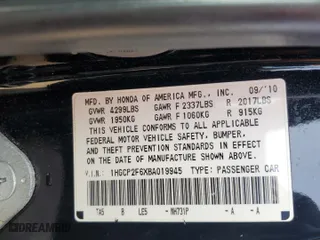 MFD. BY HONDA OF AMERICA MFG., INC. 09/'10
GVWR 4299LBS GAWR F 2337LBS R 2017LBS
GVWR 1950KG GAWR F 1060KG R 915KG
THIS VEHICLE CONFORMS TO ALL APPLICABLE
FEDERAL MOTOR VEHICLE SAFETY, BUMPER,
AND THEFT PREVENTION STANDARDS IN EFFECT
ON THE DATE OF MANUFACTURE SHOWN ABOVE.
V.I.N. 1HGCP2F6XBA019945 TYPE: PASSENGER CAR
TA5 B LE5 - NH731P - A - A